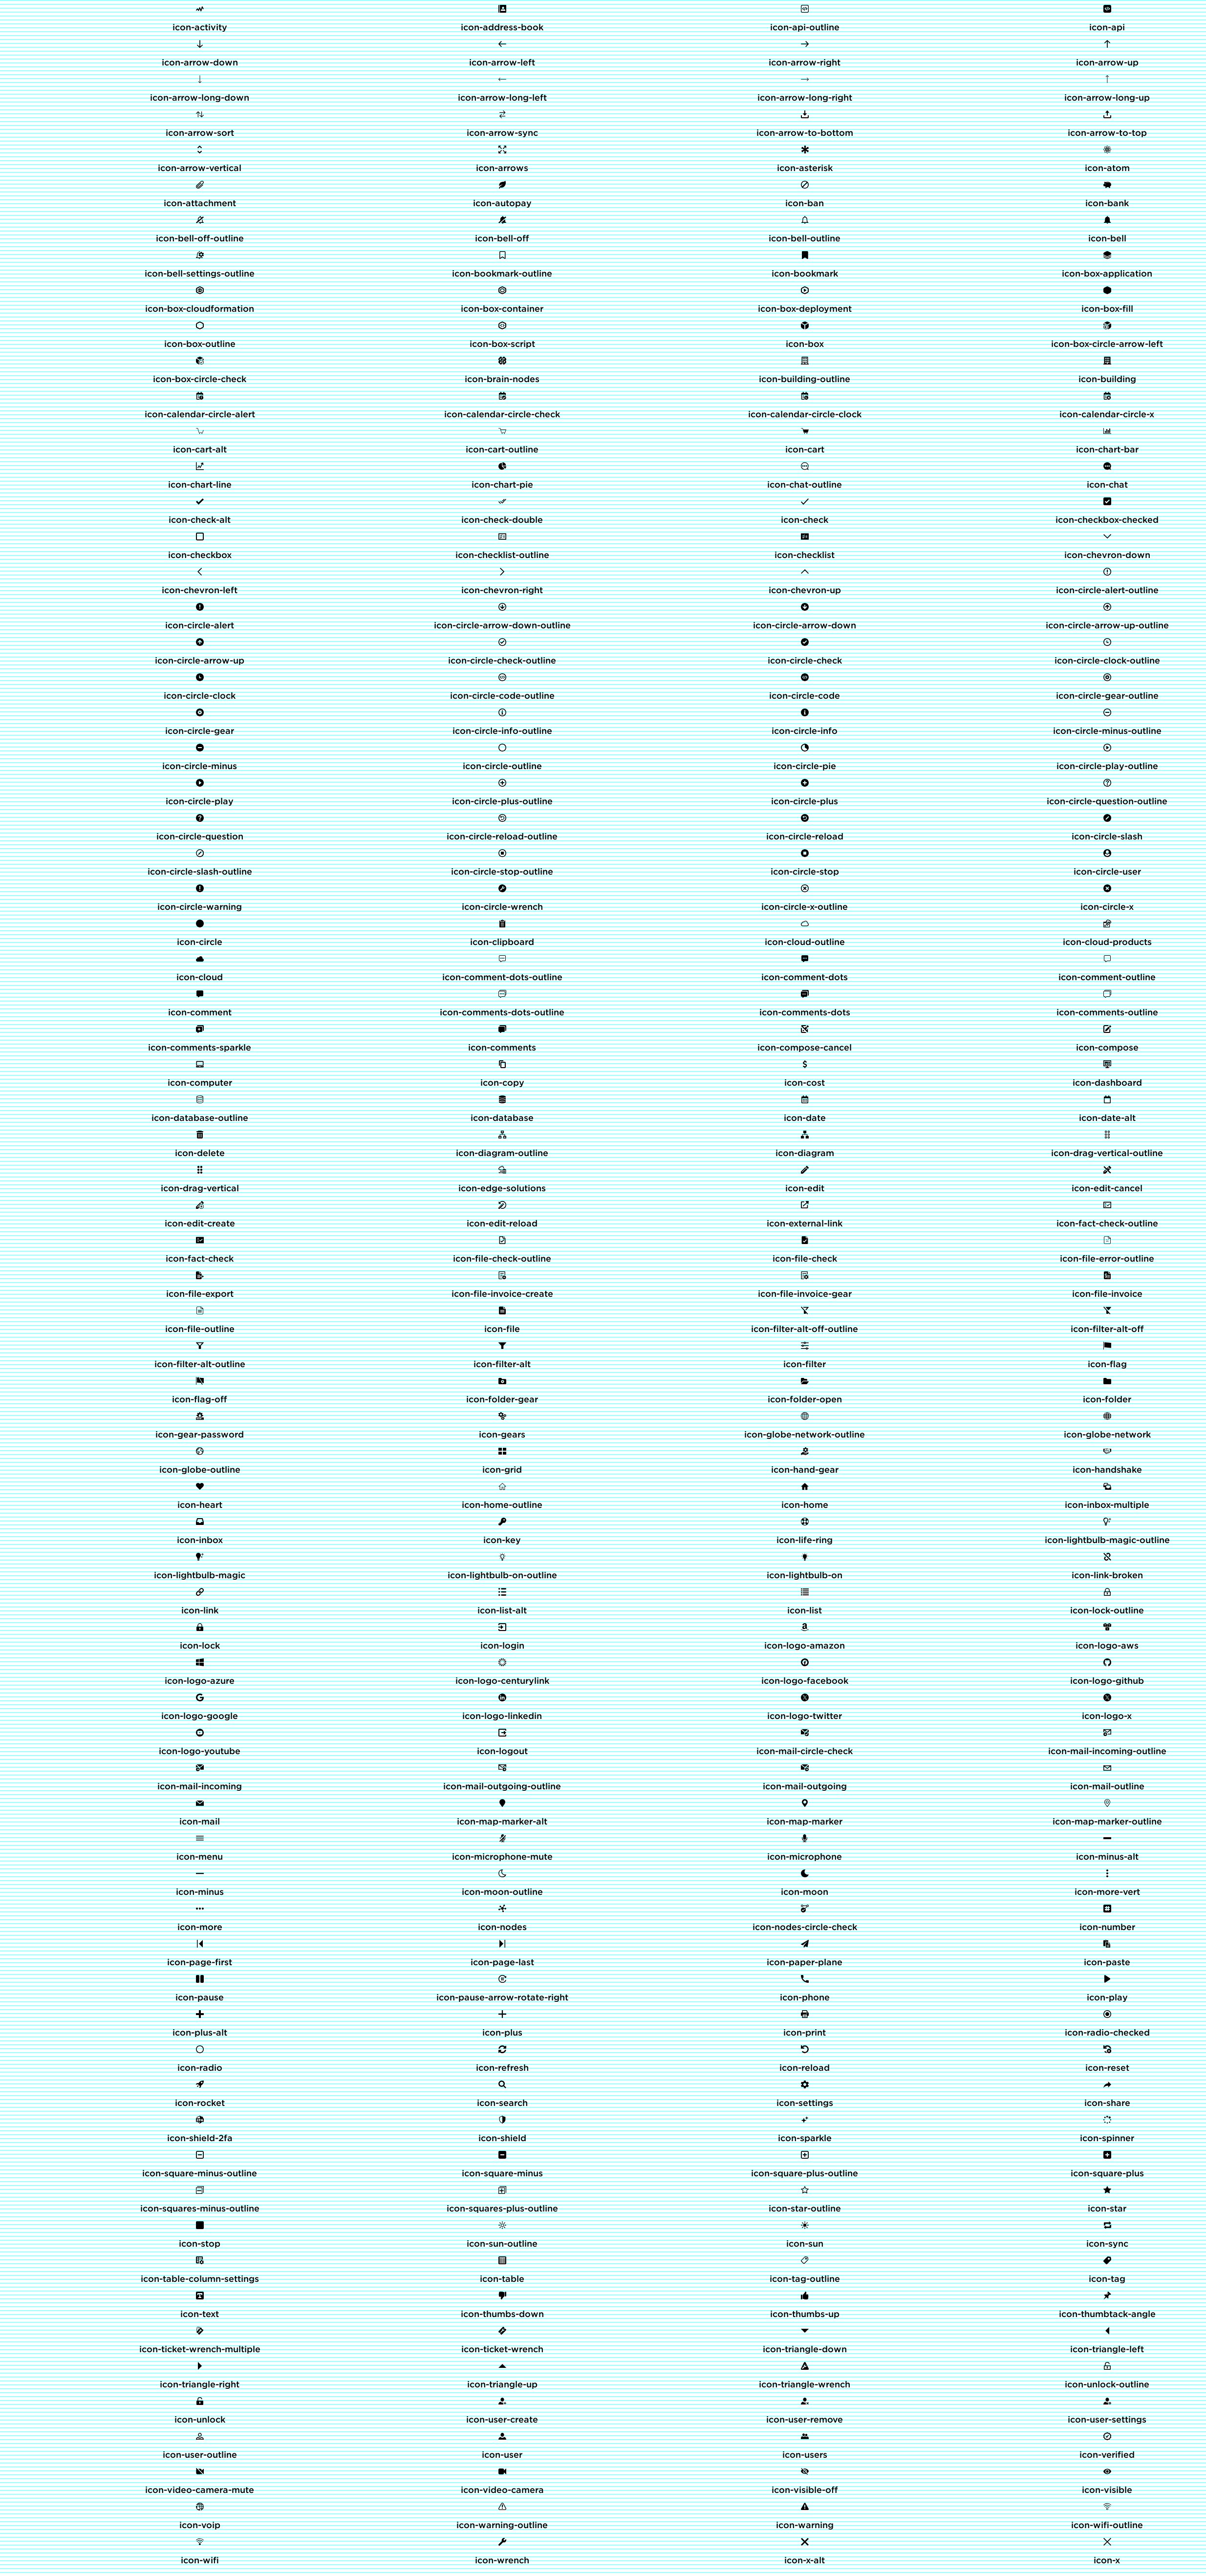 icon-activity icon-address-book icon-api-outline icon-api
icon-arrow-down icon-arrow-left icon-arrow-right icon-arrow-up
icon-arrow-long-down icon-arrow-long-left icon-arrow-long-right icon-arrow-long-up
icon-arrow-sort icon-arrow-sync icon-arrow-to-bottom icon-arrow-to-top
icon-arrow-vertical icon-arrows icon-asterisk icon-atom
icon-attachment icon-autopay icon-ban icon-bank
icon-bell-off-outline icon-bell-off icon-bell-outline icon-bell
icon-bell-settings-outline icon-bookmark-outline icon-bookmark icon-box-application
icon-box-cloudformation icon-box-container icon-box-deployment icon-box-fill
icon-box-outline icon-box-script icon-box icon-box-circle-arrow-left
icon-box-circle-check icon-brain-nodes icon-building-outline icon-building
icon-calendar-circle-alert icon-calendar-circle-check icon-calendar-circle-clock icon-calendar-circle-x
icon-cart-alt icon-cart-outline icon-cart icon-chart-bar
icon-chart-line icon-chart-pie icon-chat-outline icon-chat
icon-check-alt icon-check-double icon-check icon-checkbox-checked
icon-checkbox icon-checklist-outline icon-checklist icon-chevron-down
icon-chevron-left icon-chevron-right icon-chevron-up icon-circle-alert-outline
icon-circle-alert icon-circle-arrow-down-outline icon-circle-arrow-down icon-circle-arrow-up-outline
icon-circle-arrow-up icon-circle-check-outline icon-circle-check icon-circle-clock-outline
icon-circle-clock icon-circle-code-outline icon-circle-code icon-circle-gear-outline
icon-circle-gear icon-circle-info-outline icon-circle-info icon-circle-minus-outline
icon-circle-minus icon-circle-outline icon-circle-pie icon-circle-play-outline
icon-circle-play icon-circle-plus-outline icon-circle-plus icon-circle-question-outline
icon-circle-question icon-circle-reload-outline icon-circle-reload icon-circle-slash
icon-circle-slash-outline icon-circle-stop-outline icon-circle-stop icon-circle-user
icon-circle-warning icon-circle-wrench icon-circle-x-outline icon-circle-x
icon-circle icon-clipboard icon-cloud-outline icon-cloud-products
icon-cloud icon-comment-dots-outline icon-comment-dots icon-comment-outline
icon-comment icon-comments-dots-outline icon-comments-dots icon-comments-outline
icon-comments-sparkle icon-comments icon-compose-cancel icon-compose
icon-computer icon-copy icon-cost icon-dashboard
icon-database-outline icon-database icon-date icon-date-alt
icon-delete icon-diagram-outline icon-diagram icon-drag-vertical-outline
icon-drag-vertical icon-edge-solutions icon-edit icon-edit-cancel
icon-edit-create icon-edit-reload icon-external-link icon-fact-check-outline
icon-fact-check icon-file-check-outline icon-file-check icon-file-error-outline
icon-file-export icon-file-invoice-create icon-file-invoice-gear icon-file-invoice
icon-file-outline icon-file icon-filter-alt-off-outline icon-filter-alt-off
icon-filter-alt-outline icon-filter-alt icon-filter icon-flag
icon-flag-off icon-folder-gear icon-folder-open icon-folder
icon-gear-password icon-gears icon-globe-network-outline icon-globe-network
icon-globe-outline icon-grid icon-hand-gear icon-handshake
icon-heart icon-home-outline icon-home icon-inbox-multiple
icon-inbox icon-key icon-life-ring icon-lightbulb-magic-outline
icon-lightbulb-magic icon-lightbulb-on-outline icon-lightbulb-on icon-link-broken
icon-link icon-list-alt icon-list icon-lock-outline
icon-lock icon-login icon-logo-amazon icon-logo-aws
icon-logo-azure icon-logo-centurylink icon-logo-facebook icon-logo-github
icon-logo-google icon-logo-linkedin icon-logo-twitter icon-logo-x
icon-logo-youtube icon-logout icon-mail-circle-check icon-mail-incoming-outline
icon-mail-incoming icon-mail-outgoing-outline icon-mail-outgoing icon-mail-outline
icon-mail icon-map-marker-alt icon-map-marker icon-map-marker-outline
icon-menu icon-microphone-mute icon-microphone icon-minus-alt
icon-minus icon-moon-outline icon-moon icon-more-vert
icon-more icon-nodes icon-nodes-circle-check icon-number
icon-page-first icon-page-last icon-paper-plane icon-paste
icon-pause icon-pause-arrow-rotate-right icon-phone icon-play
icon-plus-alt icon-plus icon-print icon-radio-checked
icon-radio icon-refresh icon-reload icon-reset
icon-rocket icon-search icon-settings icon-share
icon-shield-2fa icon-shield icon-sparkle icon-spinner
icon-square-minus-outline icon-square-minus icon-square-plus-outline icon-square-plus
icon-squares-minus-outline icon-squares-plus-outline icon-star-outline icon-star
icon-stop icon-sun-outline icon-sun icon-sync
icon-table-column-settings icon-table icon-tag-outline icon-tag
icon-text icon-thumbs-down icon-thumbs-up icon-thumbtack-angle
icon-ticket-wrench-multiple icon-ticket-wrench icon-triangle-down icon-triangle-left
icon-triangle-right icon-triangle-up icon-triangle-wrench icon-unlock-outline
icon-unlock icon-user-create icon-user-remove icon-user-settings
icon-user-outline icon-user icon-users icon-verified
icon-video-camera-mute icon-video-camera icon-visible-off icon-visible
icon-voip icon-warning-outline icon-warning icon-wifi-outline
icon-wifi icon-wrench icon-x-alt icon-x